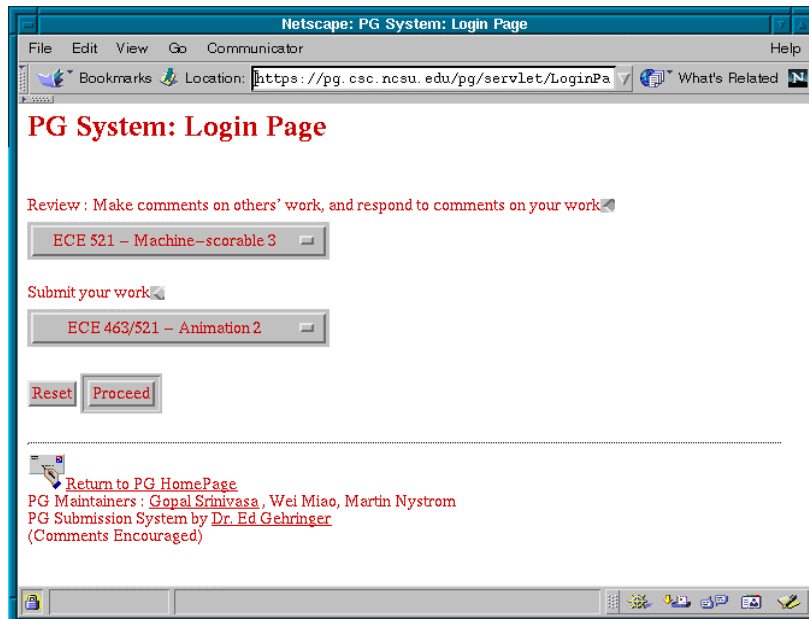 Netscape: PG System: Login Page
File Edit View Go Communicator Help
Bookmarks Location: https://pg.csc.ncsu.edu/pg/servlet/LoginPa What's Related N
PG System: Login Page
Review : Make comments on others' work, and respond to comments on your work
ECE 521 – Machine–scorable 3
Submit your work
ECE 463/521 – Animation 2
Reset Proceed
Return to PG HomePage
PG Maintainers : Gopal Srinivasa , Wei Miao, Martin Nystrom
PG Submission System by Dr. Ed Gehringer
(Comments Encouraged)